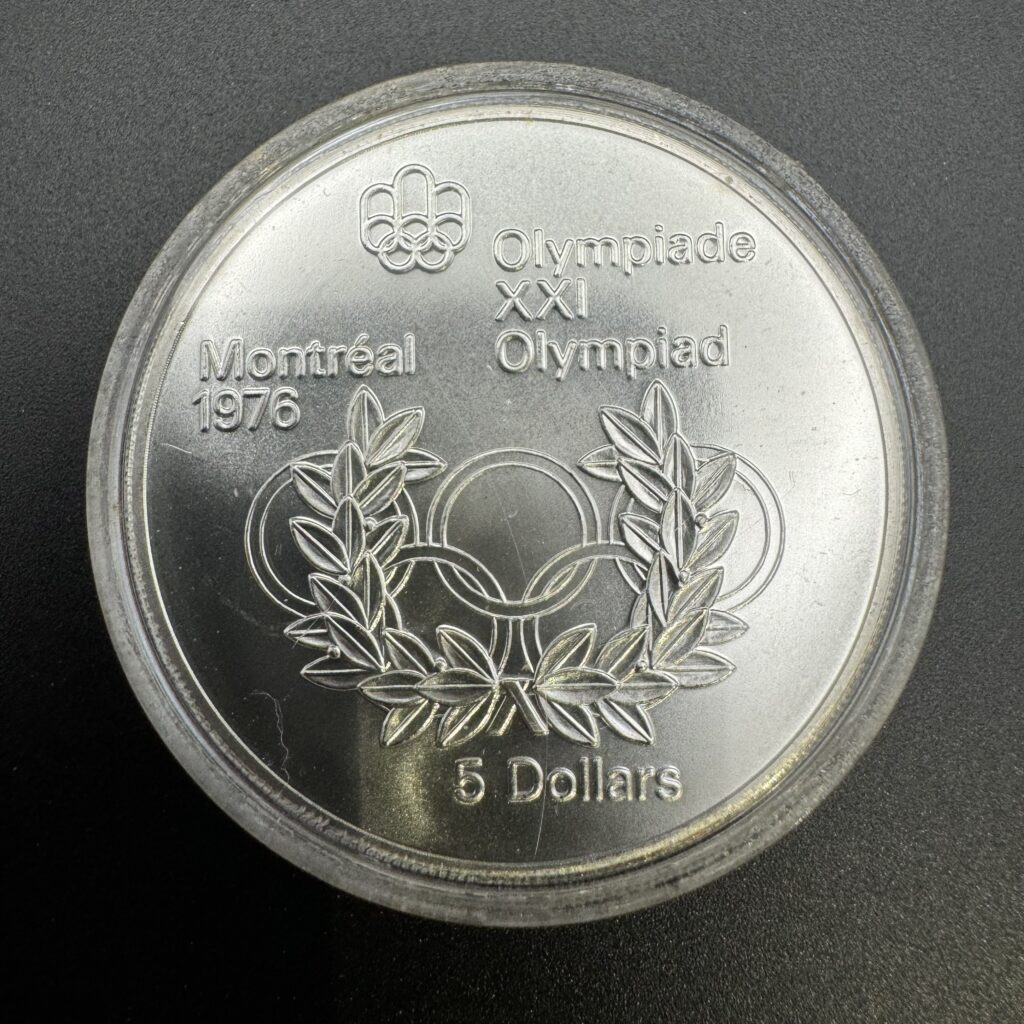 Olympiade
XXI
Olympiad
Montréal
1976
5 Dollars